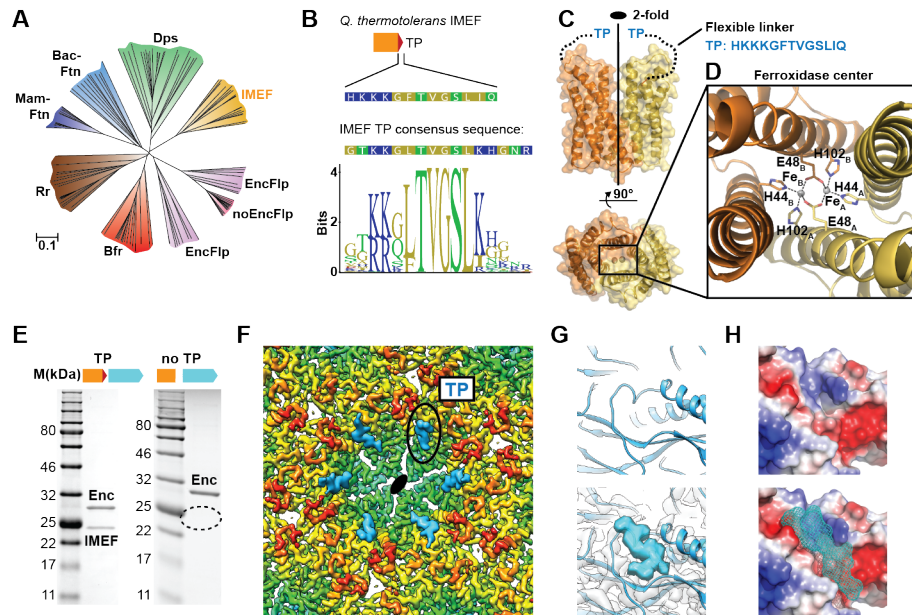 A
Dps
Bac-
Ftn
IMEF
Mam-
Ftn
Rr
EncFlp
noEncFlp
0.1
Bfr
EncFlp
B
Q. thermotolerans IMEF
TP
HKKKGFTVGSLIQ
IMEF TP consensus sequence:
GTKKGLTVGSLKHGNR
Bits
4
2
0
C
2-fold
TP
TP
Flexible linker
TP: HKKKGFTVGSLIQ
90°
D
Ferroxidase center
H102B
E48B
FeB
H44B
H44A
FeA
H102A
E48A
E
TP
no TP
M(kDa)
80
46
32
25
22
17
11
Enc
IMEF
80
46
32
25
22
17
11
Enc
F
TP
G
H